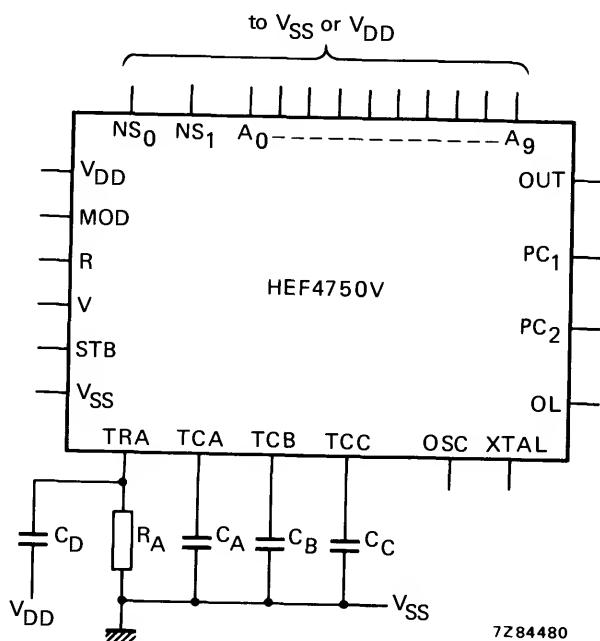 to VSS or VDD
NS0 NS1 A0 A9
VDD
OUT
MOD
R
PC1
HEF4750V
V
PC2
STB
VSS
OL
TRA TCA TCB TCC OSC XTAL
CD RA CA CB CC
VDD
VSS
7Z84480